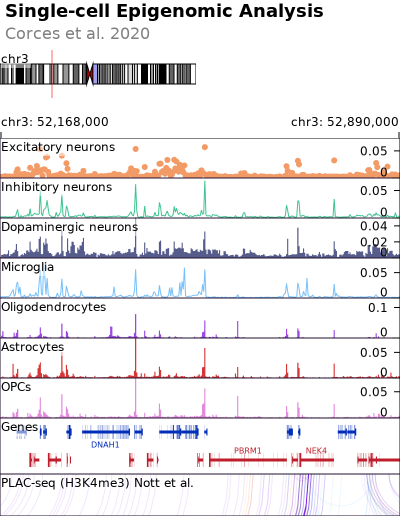 Single-cell Epigenomic Analysis
Corces et al. 2020
chr3
chr3: 52,168,000
chr3: 52,890,000
Excitatory neurons
0.05
0
Inhibitory neurons
0.05
0
Dopaminergic neurons
0.04
0.02
0
Microglia
0.05
0
Oligodendrocytes
0.1
0
Astrocytes
0.05
0
OPCs
0.05
0
Genes
DNAH1
PBRM1
NEK4
PLAC-seq (H3K4me3) Nott et al.